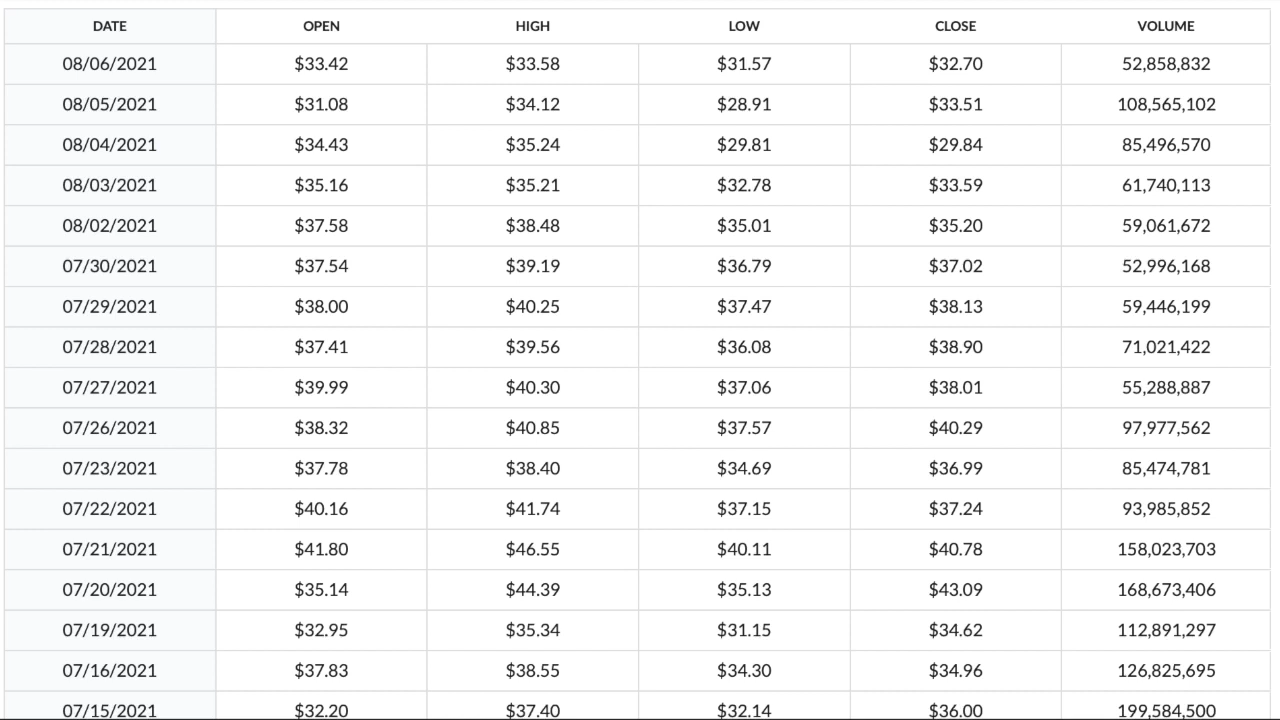 DATE OPEN HIGH LOW CLOSE VOLUME
08/06/2021 $33.42 $33.58 $31.57 $32.70 52,858,832
08/05/2021 $31.08 $34.12 $28.91 $33.51 108,565,102
08/04/2021 $34.43 $35.24 $29.81 $29.84 85,496,570
08/03/2021 $35.16 $35.21 $32.78 $33.59 61,740,113
08/02/2021 $37.58 $38.48 $35.01 $35.20 59,061,672
07/30/2021 $37.54 $39.19 $36.79 $37.02 52,996,168
07/29/2021 $38.00 $40.25 $37.47 $38.13 59,446,199
07/28/2021 $37.41 $39.56 $36.08 $38.90 71,021,422
07/27/2021 $39.99 $40.30 $37.06 $38.01 55,288,887
07/26/2021 $38.32 $40.85 $37.57 $40.29 97,977,562
07/23/2021 $37.78 $38.40 $34.69 $36.99 85,474,781
07/22/2021 $40.16 $41.74 $37.15 $37.24 93,985,852
07/21/2021 $41.80 $46.55 $40.11 $40.78 158,023,703
07/20/2021 $35.14 $44.39 $35.13 $43.09 168,673,406
07/19/2021 $32.95 $35.34 $31.15 $34.62 112,891,297
07/16/2021 $37.83 $38.55 $34.30 $34.96 126,825,695
07/15/2021 $32.20 $37.40 $32.14 $36.00 199,584,500